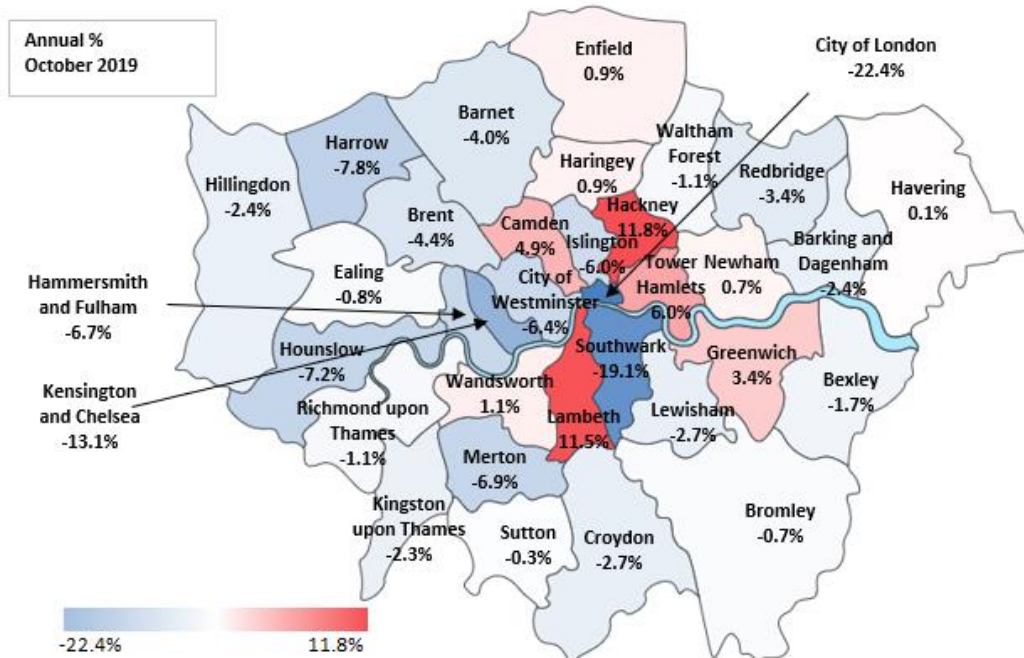 Annual %
October 2019
Enfield
0.9%
City of London
-22.4%
Barnet
-4.0%
Harrow
-7.8%
Waltham
Forest
-1.1%
Haringey
0.9%
Redbridge
-3.4%
Hillingdon
-2.4%
Havering
0.1%
Hackney
11.8%
Brent
-4.4%
Camden
4.9%
Islington
-6.0%
Barking and
Dagenham
-2.4%
Ealing
-0.8%
City of
Westminster
-6.4%
Tower
Hamlets
6.0%
Newham
0.7%
Hammersmith
and Fulham
-6.7%
Hounslow
-7.2%
Southwark
-19.1%
Greenwich
3.4%
Kensington
and Chelsea
-13.1%
Wandsworth
1.1%
Bexley
-1.7%
Richmond upon
Thames
-1.1%
Lambeth
11.5%
Lewisham
-2.7%
Merton
-6.9%
Kingston
upon Thames
-2.3%
Sutton
-0.3%
Croydon
-2.7%
Bromley
-0.7%
-22.4%
11.8%